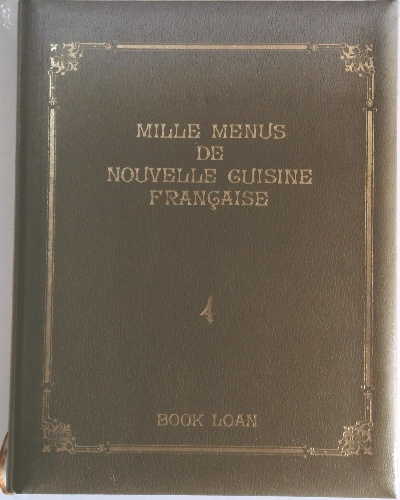 MILLE MENUS
DE
NOUVELLE CUISINE
FRANÇAISE
4
BOOK LOAN